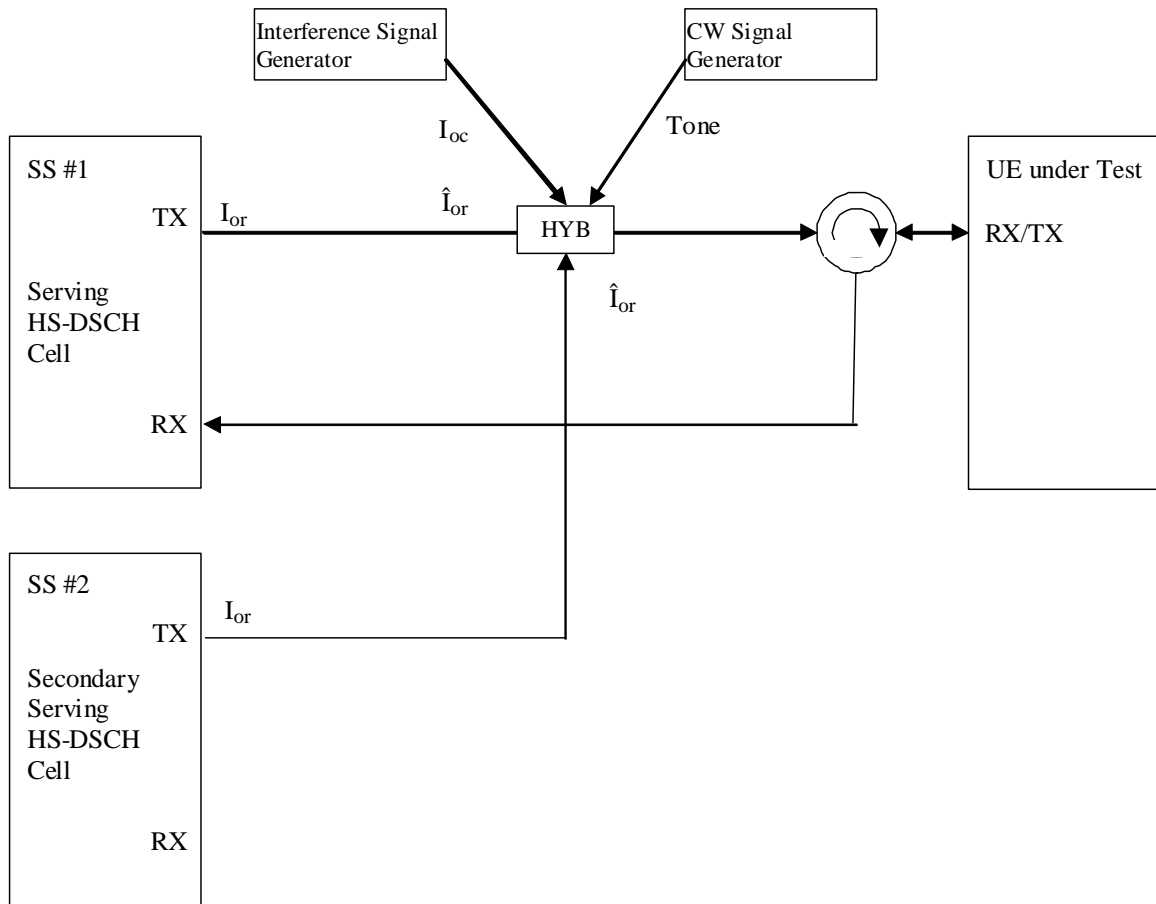 Interference Signal
Generator
CW Signal
Generator
I_oc
Tone
SS #1
TX
I_or
Î_or
HYB
UE under Test
RX/TX
Î_or
Serving
HS-DSCH
Cell
RX
SS #2
TX
I_or
Secondary
Serving
HS-DSCH
Cell
RX